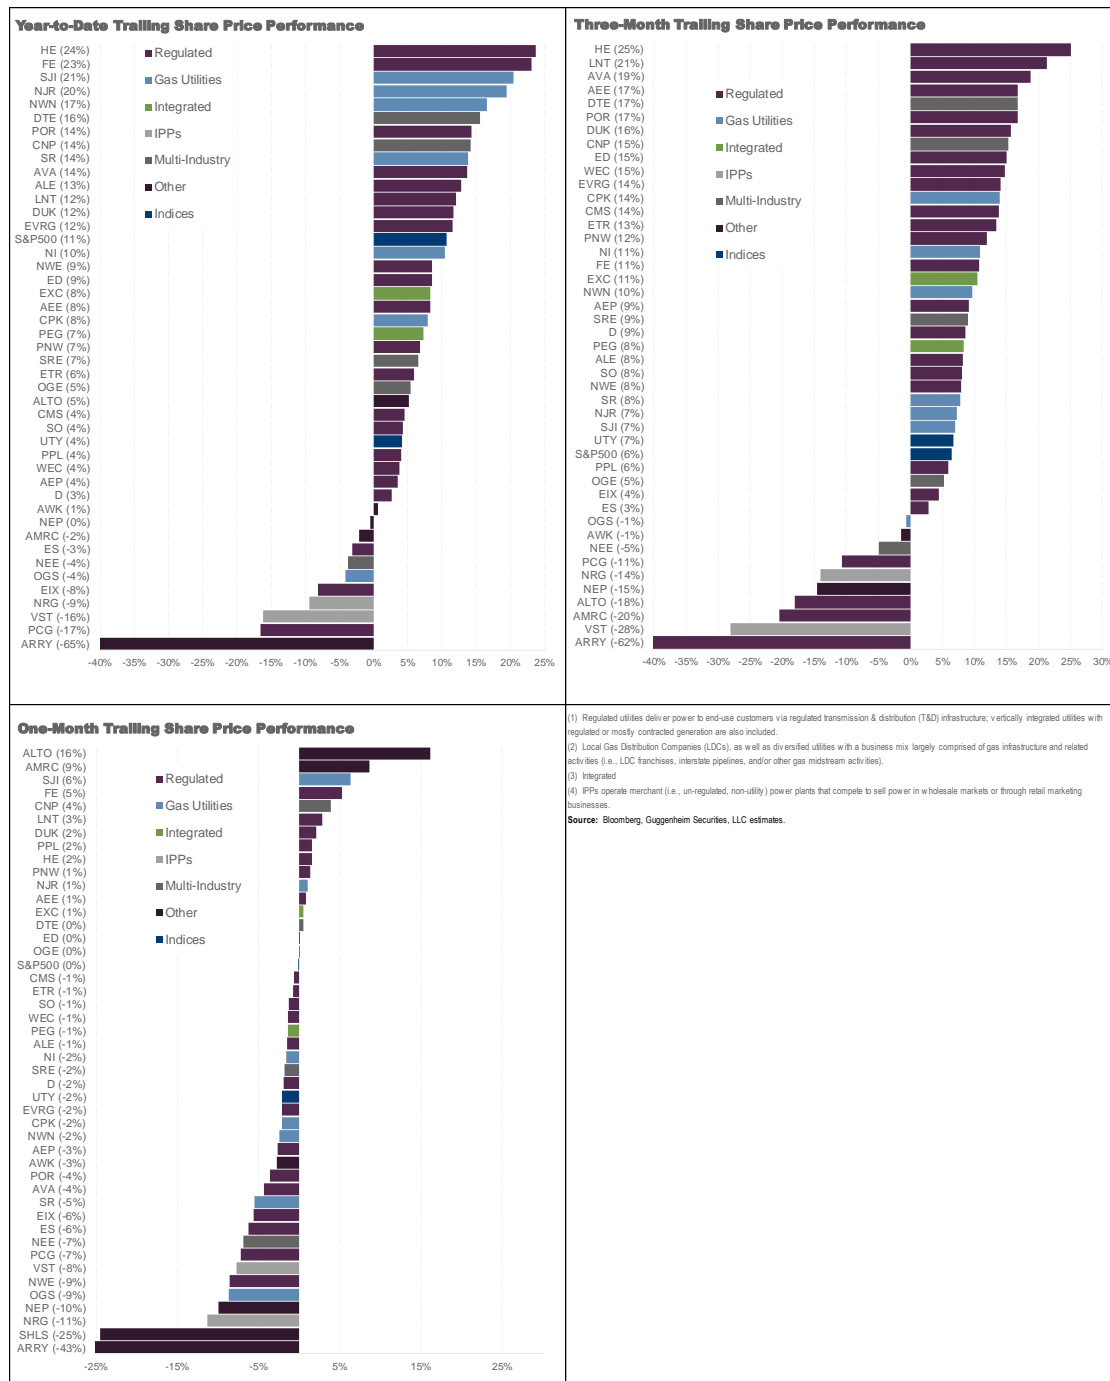 Year-to-Date Trailing Share Price Performance
HE (24%)
FE (23%)
SJI (21%)
NJR (20%)
NWN (17%)
DTE (16%)
POR (14%)
CNP (14%)
SR (14%)
AVA (14%)
ALE (13%)
LNT (12%)
DUK (12%)
EVRG (12%)
S&P500 (11%)
NI (10%)
NWE (9%)
ED (9%)
EXC (8%)
AEE (8%)
CPK (8%)
PEG (7%)
PNW (7%)
SRE (7%)
ETR (6%)
OGE (5%)
ALTO (5%)
CMS (4%)
SO (4%)
UTY (4%)
PPL (4%)
WEC (4%)
AEP (4%)
D (3%)
AWK (1%)
NEP (0%)
AMRC (-2%)
ES (-3%)
NEE (-4%)
OGS (-4%)
EIX (-8%)
NRG (-9%)
VST (-16%)
PCG (-17%)
ARRY (-65%)
Regulated
Gas Utilities
Integrated
IPPs
Multi-Industry
Other
Indices
-40% -35% -30% -25% -20% -15% -10% -5% 0% 5% 10% 15% 20% 25%
Three-Month Trailing Share Price Performance
HE (25%)
LNT (21%)
AVA (19%)
AEE (17%)
DTE (17%)
POR (17%)
DUK (16%)
CNP (15%)
ED (15%)
WEC (15%)
EVRG (14%)
CPK (14%)
CMS (14%)
ETR (13%)
PNW (12%)
NI (11%)
FE (11%)
EXC (11%)
NWN (10%)
AEP (9%)
SRE (9%)
D (9%)
PEG (8%)
ALE (8%)
SO (8%)
NWE (8%)
SR (8%)
NJR (7%)
SJI (7%)
UTY (7%)
S&P500 (6%)
PPL (6%)
OGE (5%)
EIX (4%)
ES (3%)
OGS (-1%)
AWK (-1%)
NEE (-5%)
PCG (-11%)
NRG (-14%)
NEP (-15%)
ALTO (-18%)
AMRC (-20%)
VST (-28%)
ARRY (-62%)
Regulated
Gas Utilities
Integrated
IPPs
Multi-Industry
Other
Indices
-40% -35% -30% -25% -20% -15% -10% -5% 0% 5% 10% 15% 20% 25% 30%
One-Month Trailing Share Price Performance
ALTO (16%)
AMRC (9%)
SJI (6%)
FE (5%)
CNP (4%)
LNT (3%)
DUK (2%)
PPL (2%)
HE (2%)
PNW (1%)
NJR (1%)
AEE (1%)
EXC (1%)
DTE (0%)
ED (0%)
OGE (0%)
S&P500 (0%)
CMS (-1%)
ETR (-1%)
SO (-1%)
WEC (-1%)
PEG (-1%)
ALE (-1%)
NI (-2%)
SRE (-2%)
D (-2%)
UTY (-2%)
EVRG (-2%)
CPK (-2%)
NWN (-2%)
AEP (-3%)
AWK (-3%)
POR (-4%)
AVA (-4%)
SR (-5%)
EIX (-6%)
ES (-6%)
NEE (-7%)
PCG (-7%)
VST (-8%)
NWE (-9%)
OGS (-9%)
NEP (-10%)
NRG (-11%)
SHLS (-25%)
ARRY (-43%)
Regulated
Gas Utilities
Integrated
IPPs
Multi-Industry
Other
Indices
-25% -15% -5% 5% 15%
(1) Regulated utilities deliver power to end-use customers via regulated transmission & distribution (T&D) infrastructure; vertically integrated utilities with
regulated or mostly contracted generation are also included.
(2) Local Gas Distribution Companies (LDCs), as well as diversified utilities with a business mix largely comprised of gas infrastructure and related
activities (i.e., LDC franchises, interstate pipelines, and/or other gas midstream activities).
(3) Integrated
(4) IPPs operate merchant (i.e., un-regulated, non-utility) power plants that compete to sell power in wholesale markets or through retail marketing
businesses.
Source: Bloomberg, Guggenheim Securities, LLC estimates.